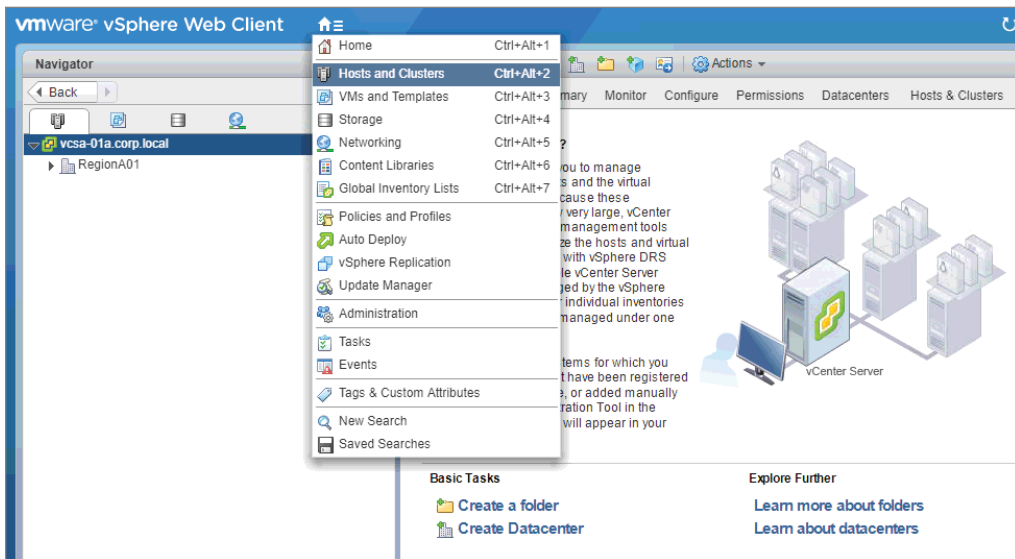 vmware® vSphere Web Client
Navigator
Back
vcsa-01a.corp.local
RegionA01
Home Ctrl+Alt+1
Hosts and Clusters Ctrl+Alt+2
VMs and Templates Ctrl+Alt+3
Storage Ctrl+Alt+4
Networking Ctrl+Alt+5
Content Libraries Ctrl+Alt+6
Global Inventory Lists Ctrl+Alt+7
Policies and Profiles
Auto Deploy
vSphere Replication
Update Manager
Administration
Tasks
Events
Tags & Custom Attributes
New Search
Saved Searches
Actions
mary Monitor Configure Permissions Datacenters Hosts & Clusters
?
you to manage
s and the virtual
cause these
very large, vCenter
management tools
ze the hosts and virtual
with vSphere DRS
le vCenter Server
ged by the vSphere
individual inventories
managed under one
tems for which you
t have been registered
e, or added manually
tration Tool in the
will appear in your
vCenter Server
Basic Tasks
Create a folder
Create Datacenter
Explore Further
Learn more about folders
Learn about datacenters